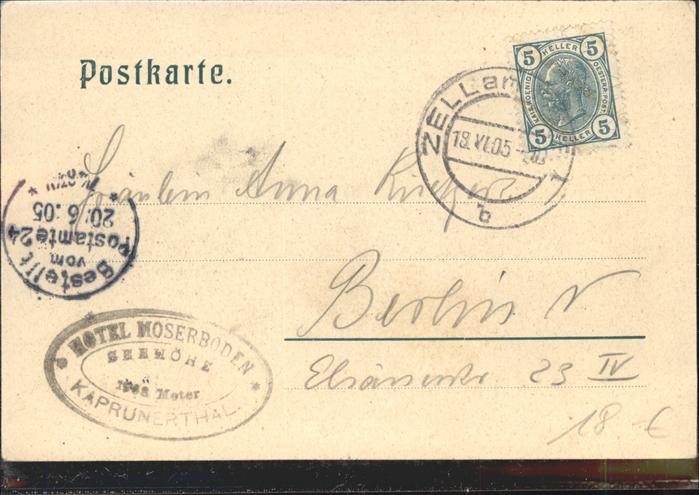 Postkarte.
5 HELLER 5
5 HELLER 5
ZELL am
18.VI.05
b
Fräulein Anna
Bestellt
vom
Postamte 24
20.6.05
Berlin N
23 IV
HOTEL MOSERBODEN
SEEHÖHE
1968 Meter
KAPRUNERTHAL
18 €